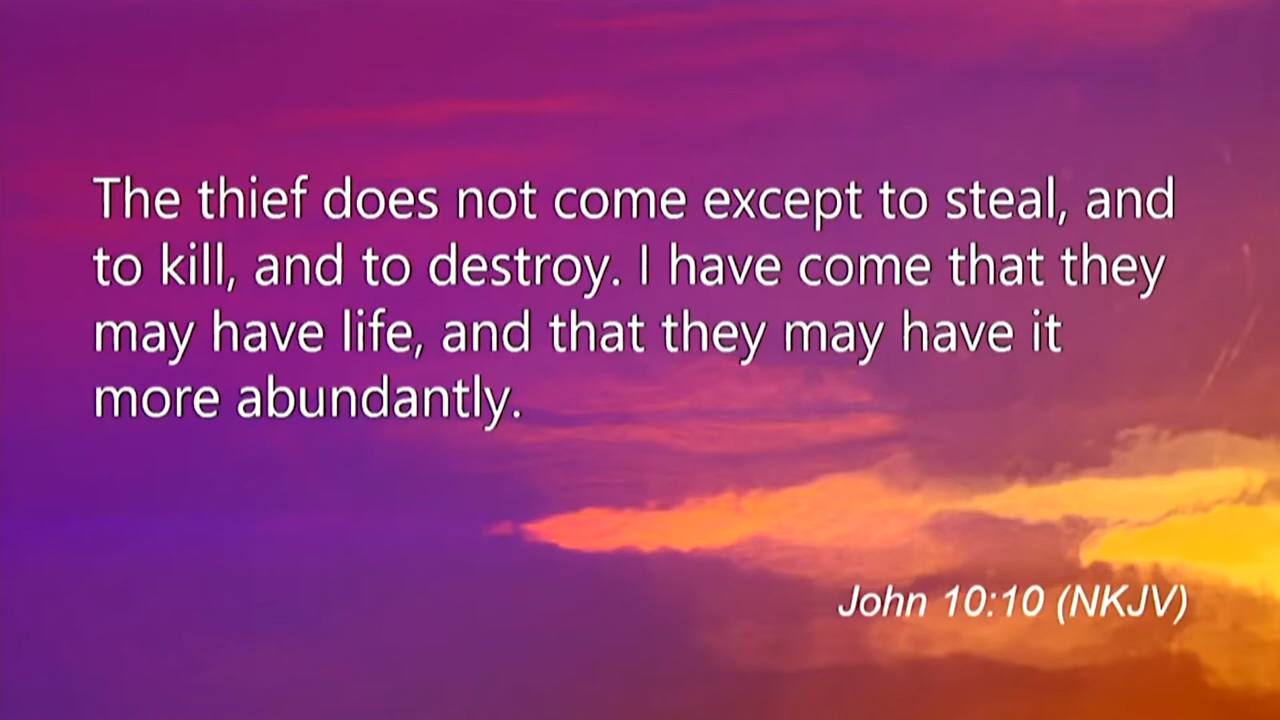 The thief does not come except to steal, and
to kill, and to destroy. I have come that they
may have life, and that they may have it
more abundantly.
John 10:10 (NKJV)